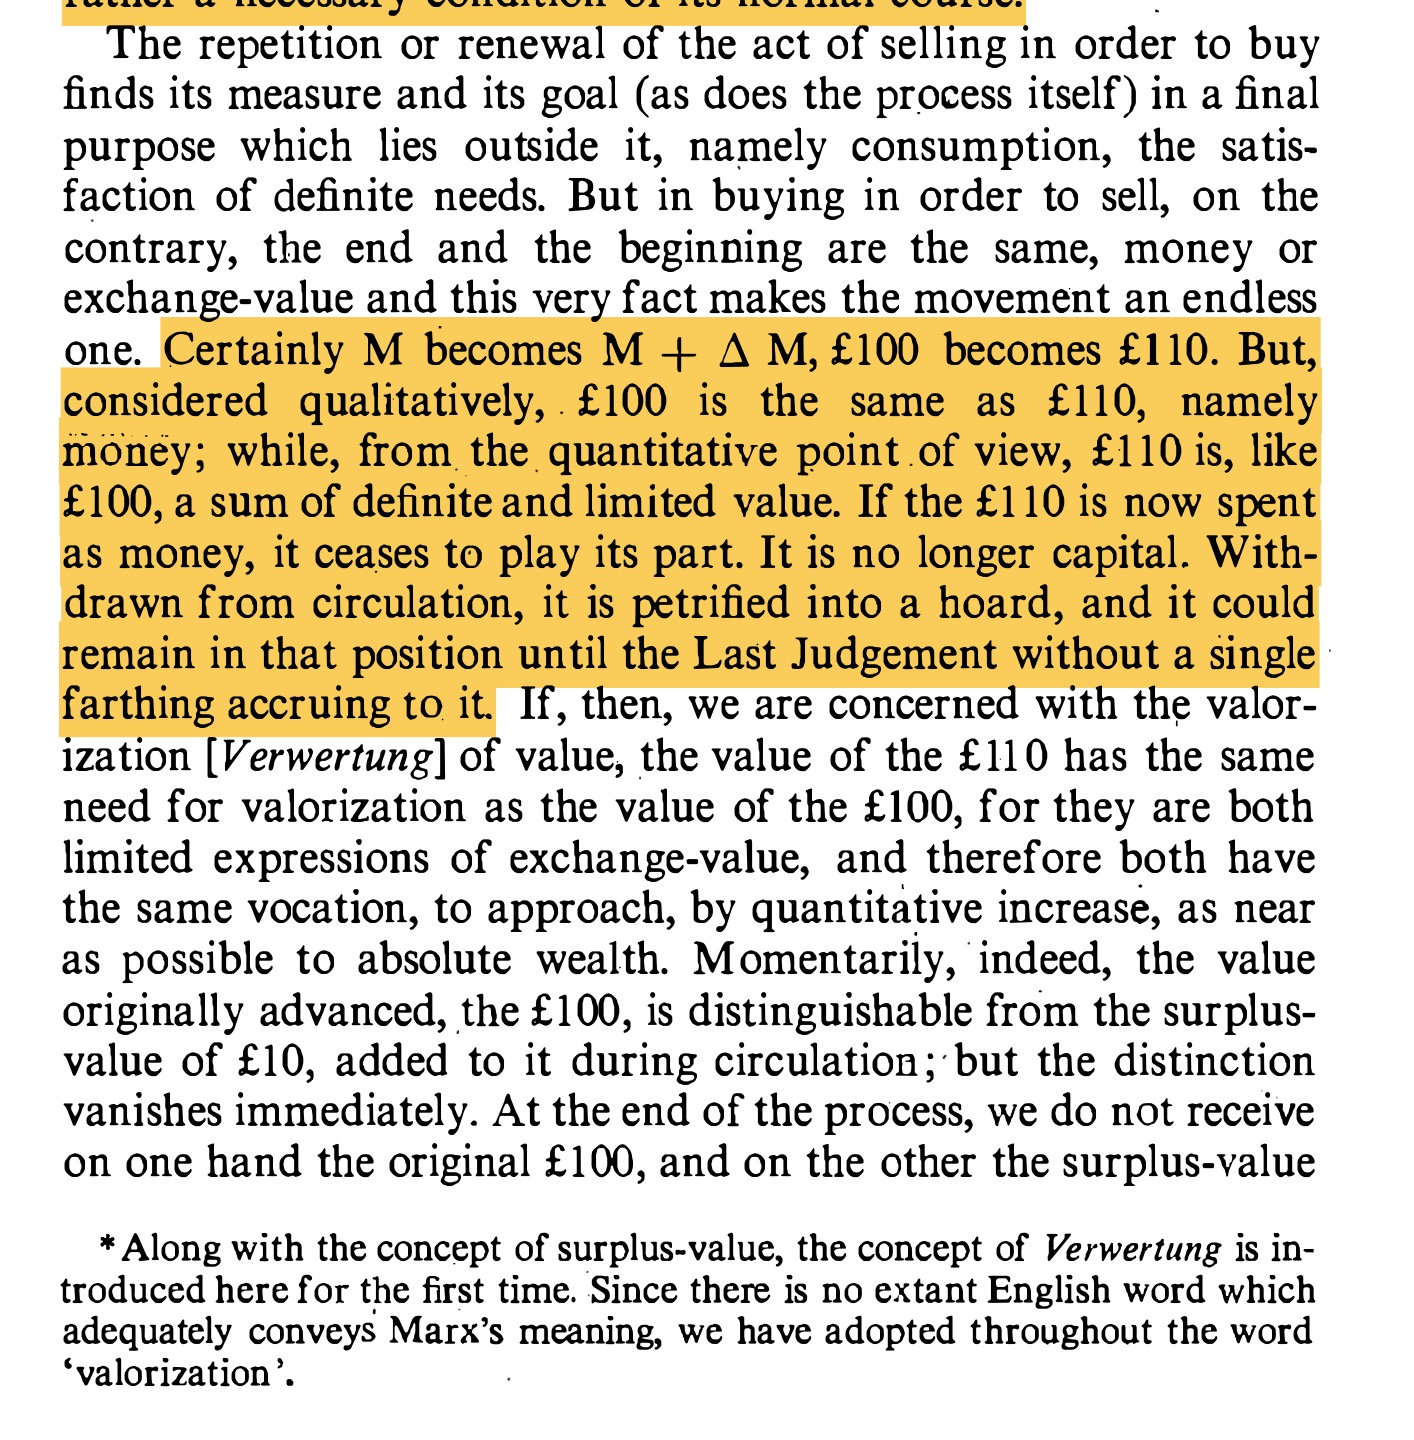 rather a necessary condition of its normal course.
The repetition or renewal of the act of selling in order to buy
finds its measure and its goal (as does the process itself) in a final
purpose which lies outside it, namely consumption, the satis-
faction of definite needs. But in buying in order to sell, on the
contrary, the end and the beginning are the same, money or
exchange-value and this very fact makes the movement an endless
one. Certainly M becomes M + Δ M, £100 becomes £110. But,
considered qualitatively, £100 is the same as £110, namely
money; while, from the quantitative point of view, £110 is, like
£100, a sum of definite and limited value. If the £110 is now spent
as money, it ceases to play its part. It is no longer capital. With-
drawn from circulation, it is petrified into a hoard, and it could
remain in that position until the Last Judgement without a single
farthing accruing to it. If, then, we are concerned with the valor-
ization [Verwertung] of value, the value of the £110 has the same
need for valorization as the value of the £100, for they are both
limited expressions of exchange-value, and therefore both have
the same vocation, to approach, by quantitative increase, as near
as possible to absolute wealth. Momentarily, indeed, the value
originally advanced, the £100, is distinguishable from the surplus-
value of £10, added to it during circulation; but the distinction
vanishes immediately. At the end of the process, we do not receive
on one hand the original £100, and on the other the surplus-value
*Along with the concept of surplus-value, the concept of Verwertung is in-
troduced here for the first time. Since there is no extant English word which
adequately conveys Marx's meaning, we have adopted throughout the word
‘valorization’.